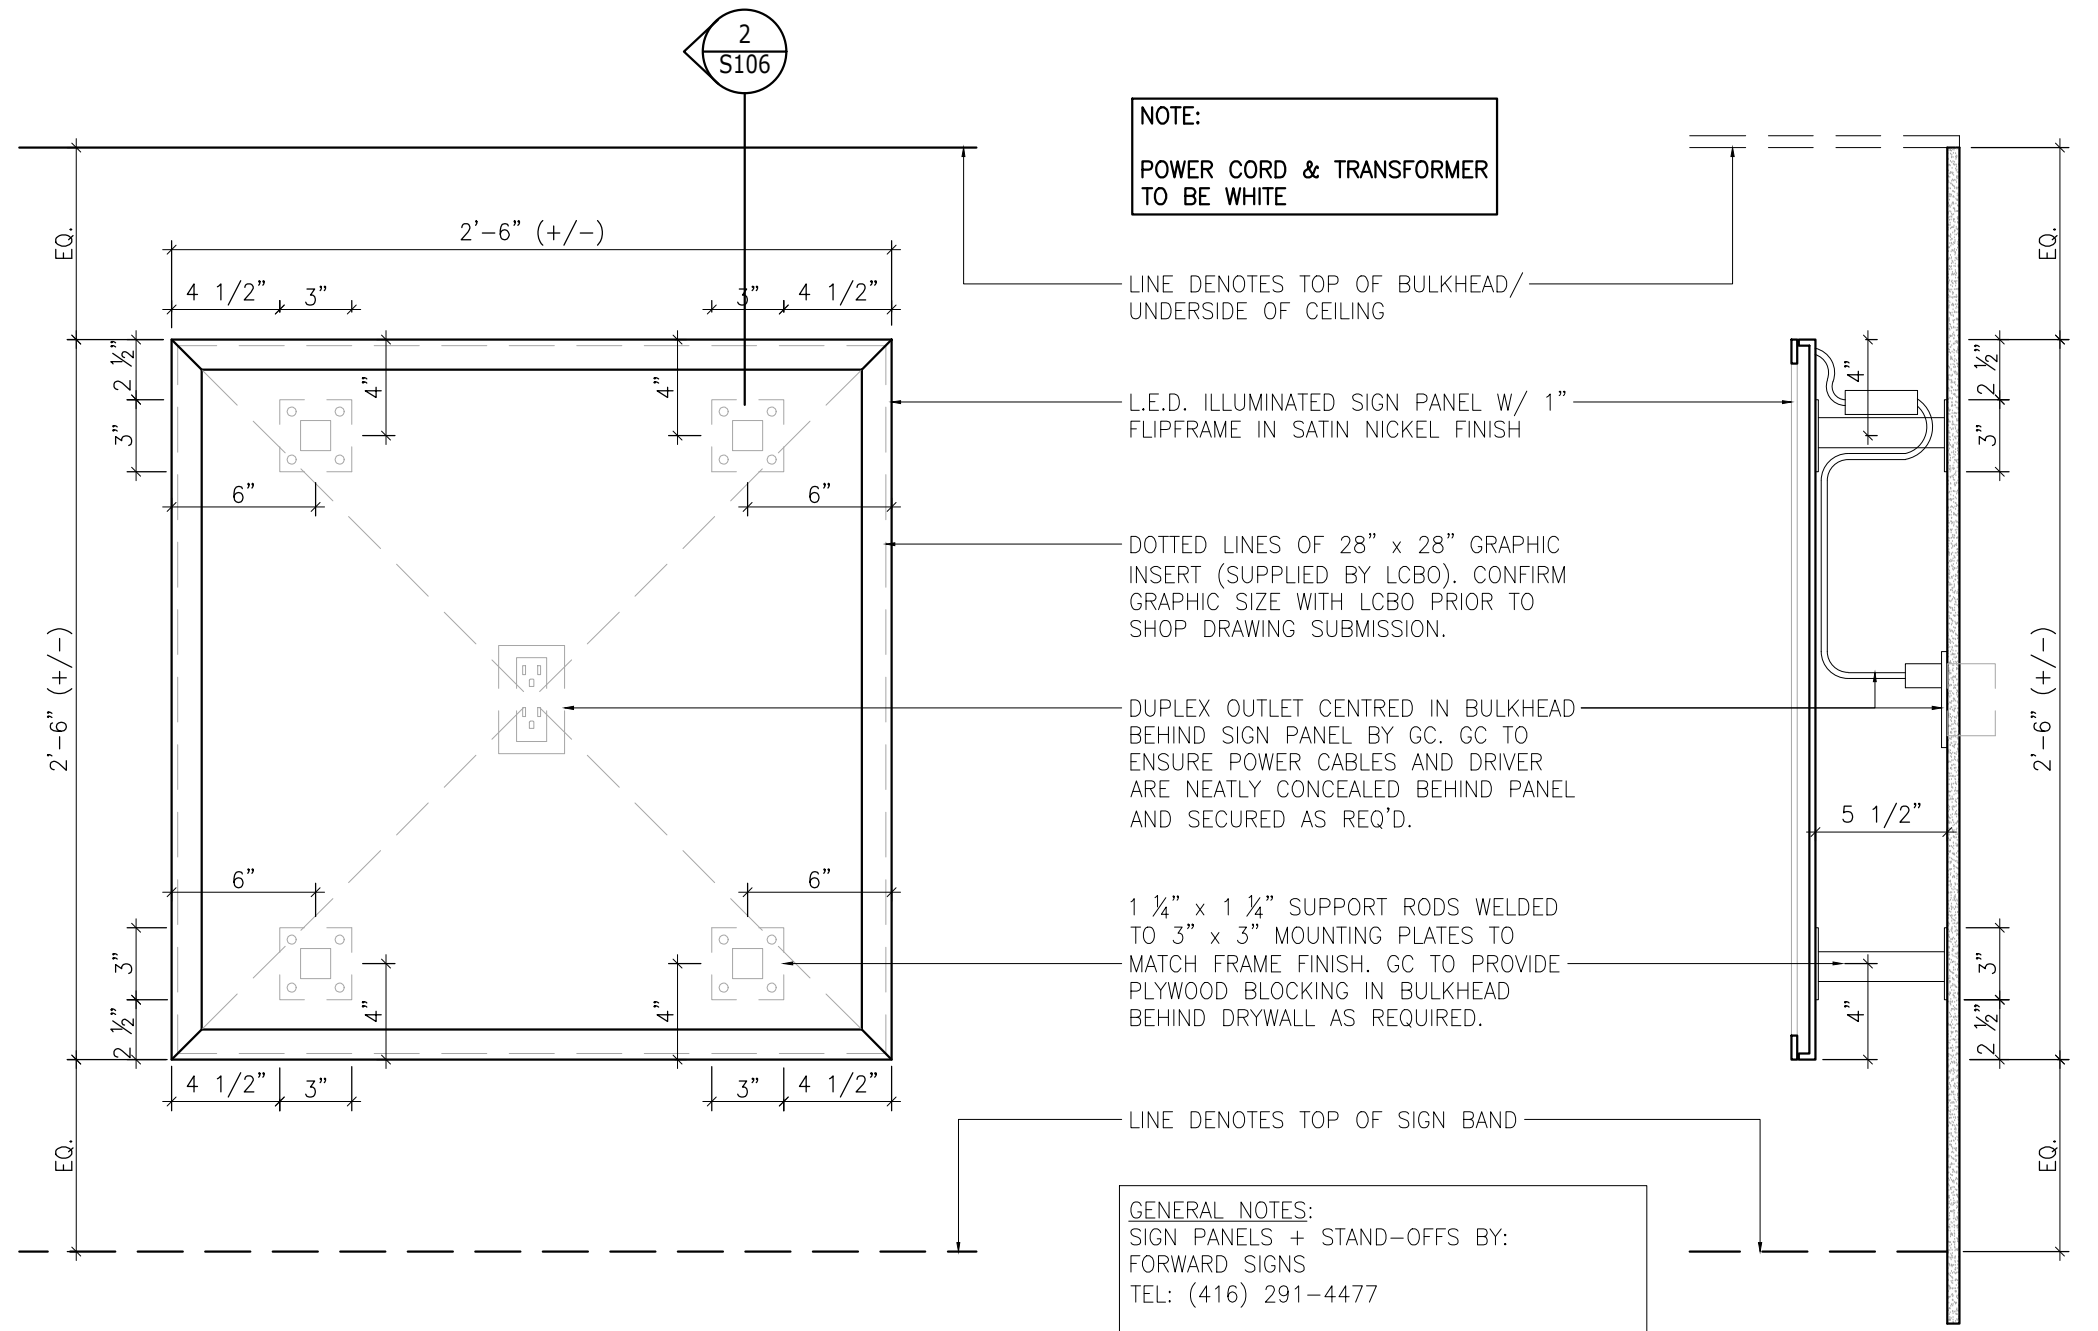 2
S106
NOTE:
POWER CORD & TRANSFORMER
TO BE WHITE
EQ.
2'-6" (+/-)
EQ.
4 1/2"
3"
3"
4 1/2"
LINE DENOTES TOP OF BULKHEAD/
UNDERSIDE OF CEILING
2 ½"
4"
4"
4"
2 ½"
3"
3"
L.E.D. ILLUMINATED SIGN PANEL W/ 1"
FLIPFRAME IN SATIN NICKEL FINISH
6"
6"
DOTTED LINES OF 28" x 28" GRAPHIC
INSERT (SUPPLIED BY LCBO). CONFIRM
GRAPHIC SIZE WITH LCBO PRIOR TO
SHOP DRAWING SUBMISSION.
2'-6" (+/-)
2'-6" (+/-)
DUPLEX OUTLET CENTRED IN BULKHEAD
BEHIND SIGN PANEL BY GC. GC TO
ENSURE POWER CABLES AND DRIVER
ARE NEATLY CONCEALED BEHIND PANEL
AND SECURED AS REQ'D.
5 1/2"
6"
6"
1 ¼" x 1 ¼" SUPPORT RODS WELDED
TO 3" x 3" MOUNTING PLATES TO
MATCH FRAME FINISH. GC TO PROVIDE
PLYWOOD BLOCKING IN BULKHEAD
BEHIND DRYWALL AS REQUIRED.
3"
3"
2 ½"
4"
4"
4"
2 ½"
4 1/2"
3"
3"
4 1/2"
LINE DENOTES TOP OF SIGN BAND
EQ.
EQ.
GENERAL NOTES:
SIGN PANELS + STAND-OFFS BY:
FORWARD SIGNS
TEL: (416) 291-4477